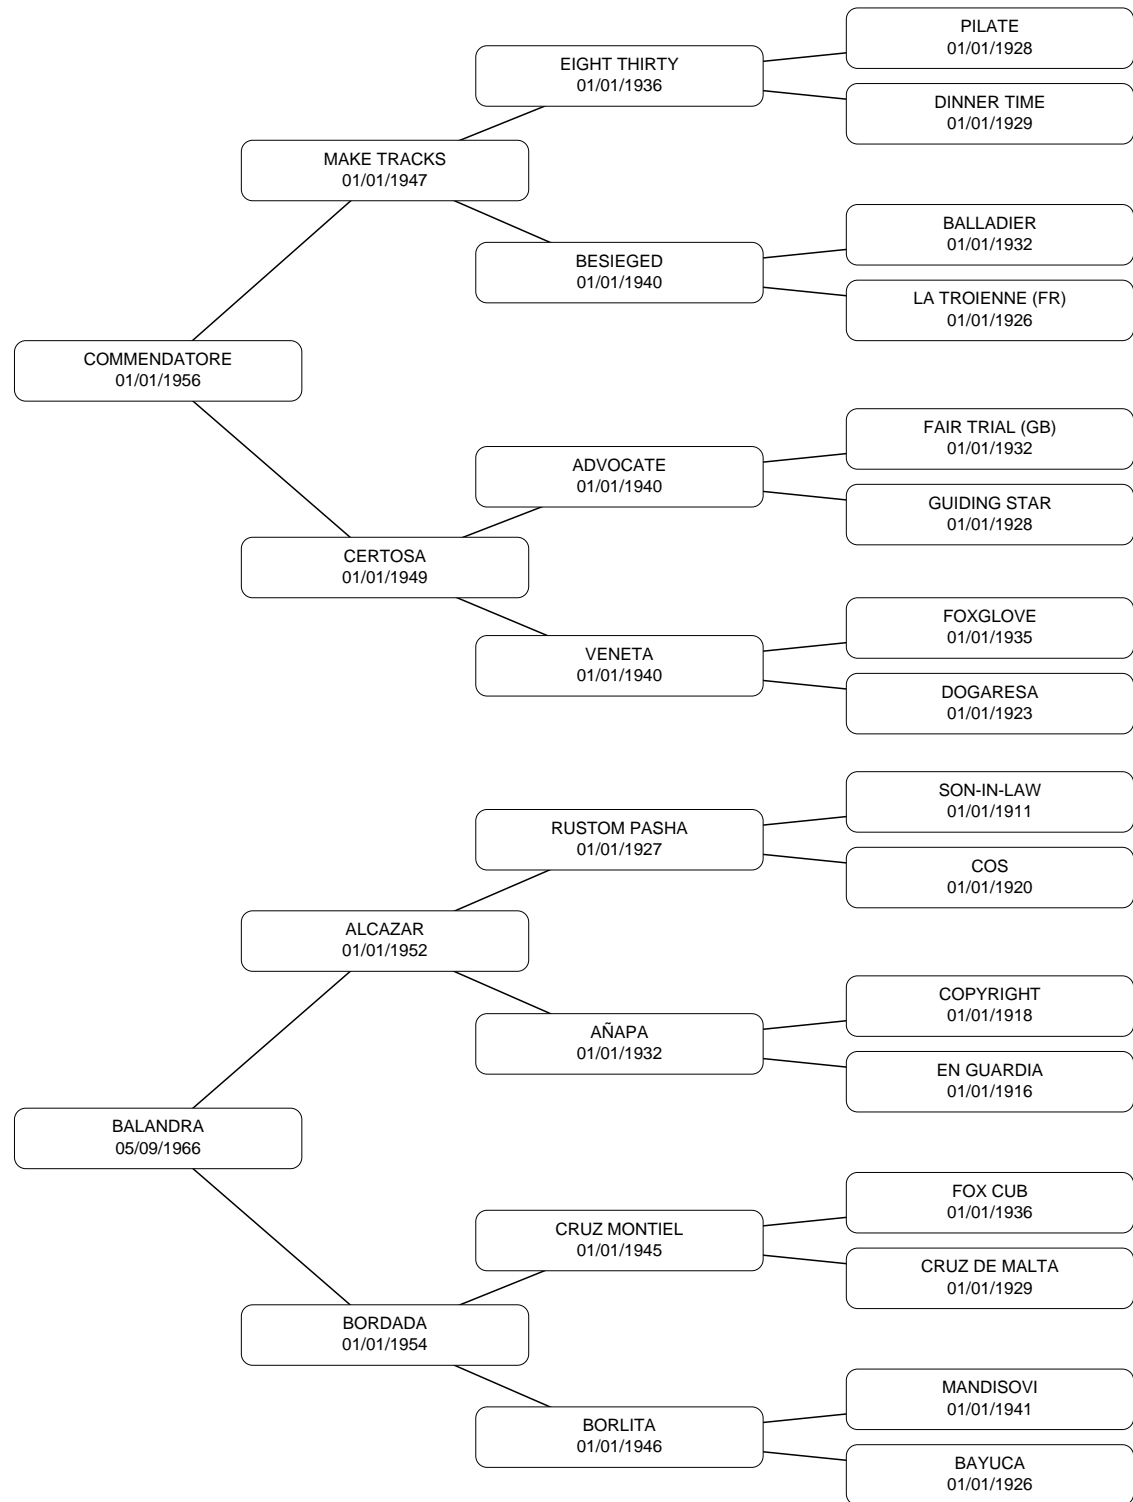 PILATE
01/01/1928
EIGHT THIRTY
01/01/1936
DINNER TIME
01/01/1929
MAKE TRACKS
01/01/1947
BALLADIER
01/01/1932
BESIEGED
01/01/1940
LA TROIENNE (FR)
01/01/1926
COMMENDATORE
01/01/1956
FAIR TRIAL (GB)
01/01/1932
ADVOCATE
01/01/1940
GUIDING STAR
01/01/1928
CERTOSA
01/01/1949
FOXGLOVE
01/01/1935
VENETA
01/01/1940
DOGARESA
01/01/1923
SON-IN-LAW
01/01/1911
RUSTOM PASHA
01/01/1927
COS
01/01/1920
ALCAZAR
01/01/1952
COPYRIGHT
01/01/1918
AÑAPA
01/01/1932
EN GUARDIA
01/01/1916
BALANDRA
05/09/1966
FOX CUB
01/01/1936
CRUZ MONTIEL
01/01/1945
CRUZ DE MALTA
01/01/1929
BORDADA
01/01/1954
MANDISOVI
01/01/1941
BORLITA
01/01/1946
BAYUCA
01/01/1926